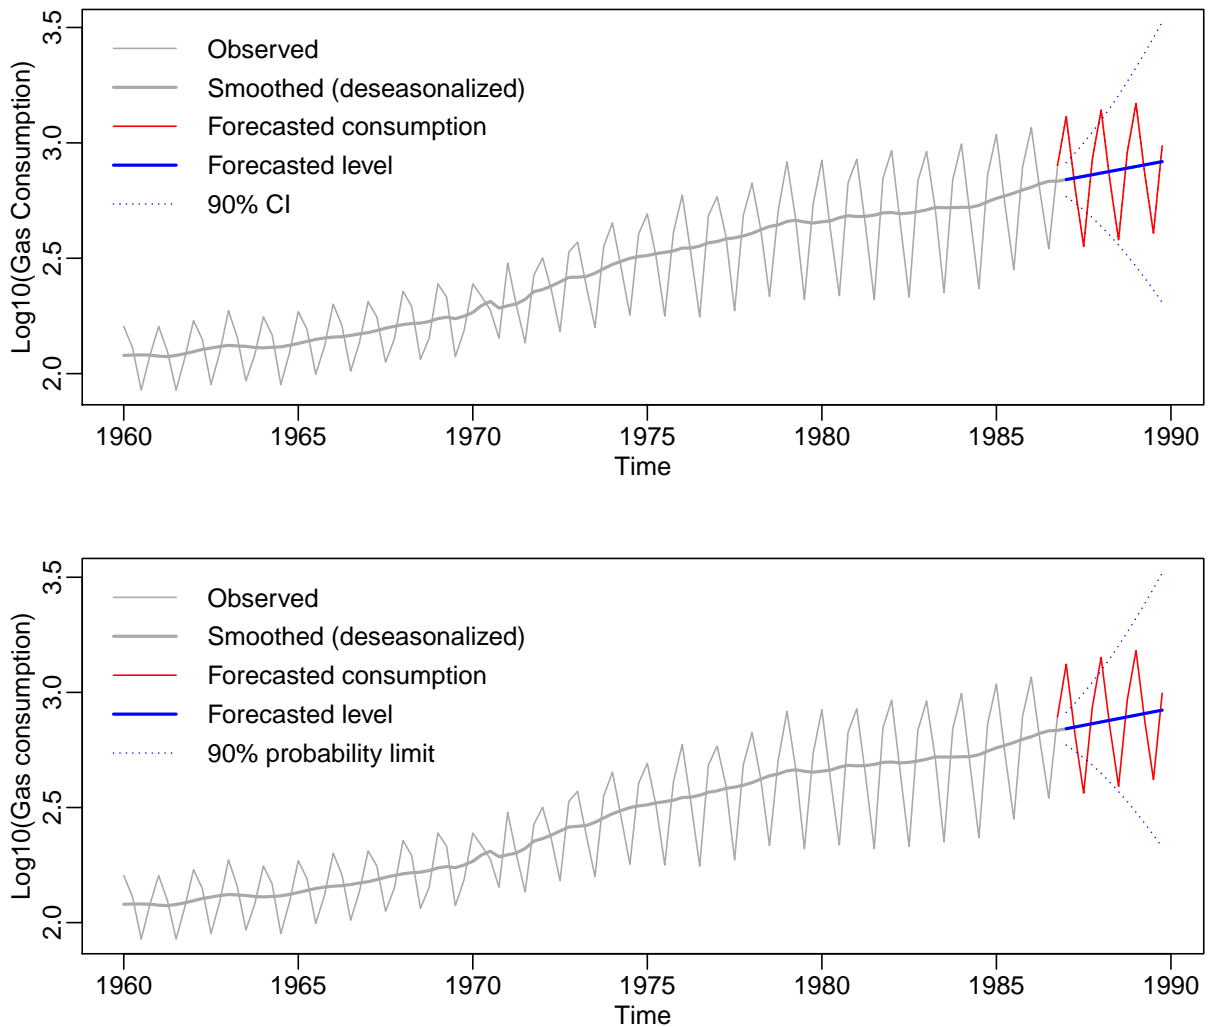 Log10(Gas Consumption)
3.5
3.0
2.5
2.0
Observed
Smoothed (deseasonalized)
Forecasted consumption
Forecasted level
90% CI
1960 1965 1970 1975 1980 1985 1990
Time
Log10(Gas consumption)
3.5
3.0
2.5
2.0
Observed
Smoothed (deseasonalized)
Forecasted consumption
Forecasted level
90% probability limit
1960 1965 1970 1975 1980 1985 1990
Time